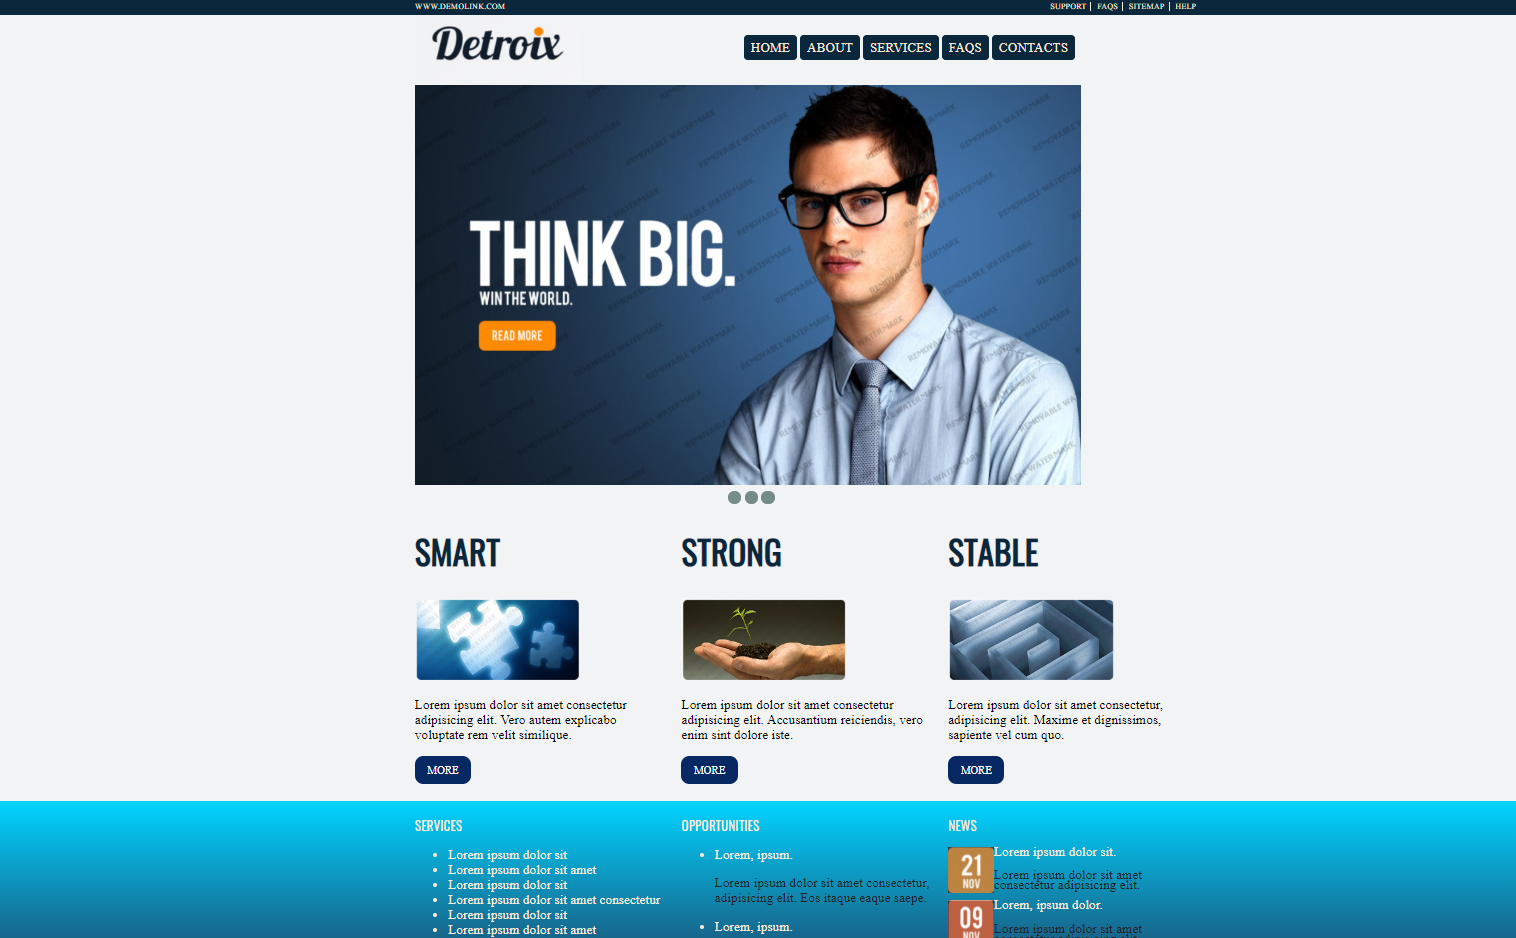 WWW.DEMOLINK.COM
SUPPORT | FAQS | SITEMAP | HELP
Detroix
HOME ABOUT SERVICES FAQS CONTACTS
THINK BIG.
WIN THE WORLD.
READ MORE
REMOVABLE WATERMARK
SMART
Lorem ipsum dolor sit amet consectetur
adipisicing elit. Vero autem explicabo
voluptate rem velit similique.
MORE
STRONG
Lorem ipsum dolor sit amet consectetur
adipisicing elit. Accusantium reiciendis, vero
enim sint dolore iste.
MORE
STABLE
Lorem ipsum dolor sit amet consectetur,
adipisicing elit. Maxime et dignissimos,
sapiente vel cum quo.
MORE
SERVICES
Lorem ipsum dolor sit
Lorem ipsum dolor sit amet
Lorem ipsum dolor sit
Lorem ipsum dolor sit amet consectetur
Lorem ipsum dolor sit
Lorem ipsum dolor sit amet
OPPORTUNITIES
Lorem, ipsum.
Lorem ipsum dolor sit amet consectetur,
adipisicing elit. Eos itaque eaque saepe.
Lorem, ipsum.
NEWS
21
NOV
Lorem ipsum dolor sit.
Lorem ipsum dolor sit amet
consectetur adipisicing elit.
09
NOV
Lorem, ipsum dolor.
Lorem ipsum dolor sit amet